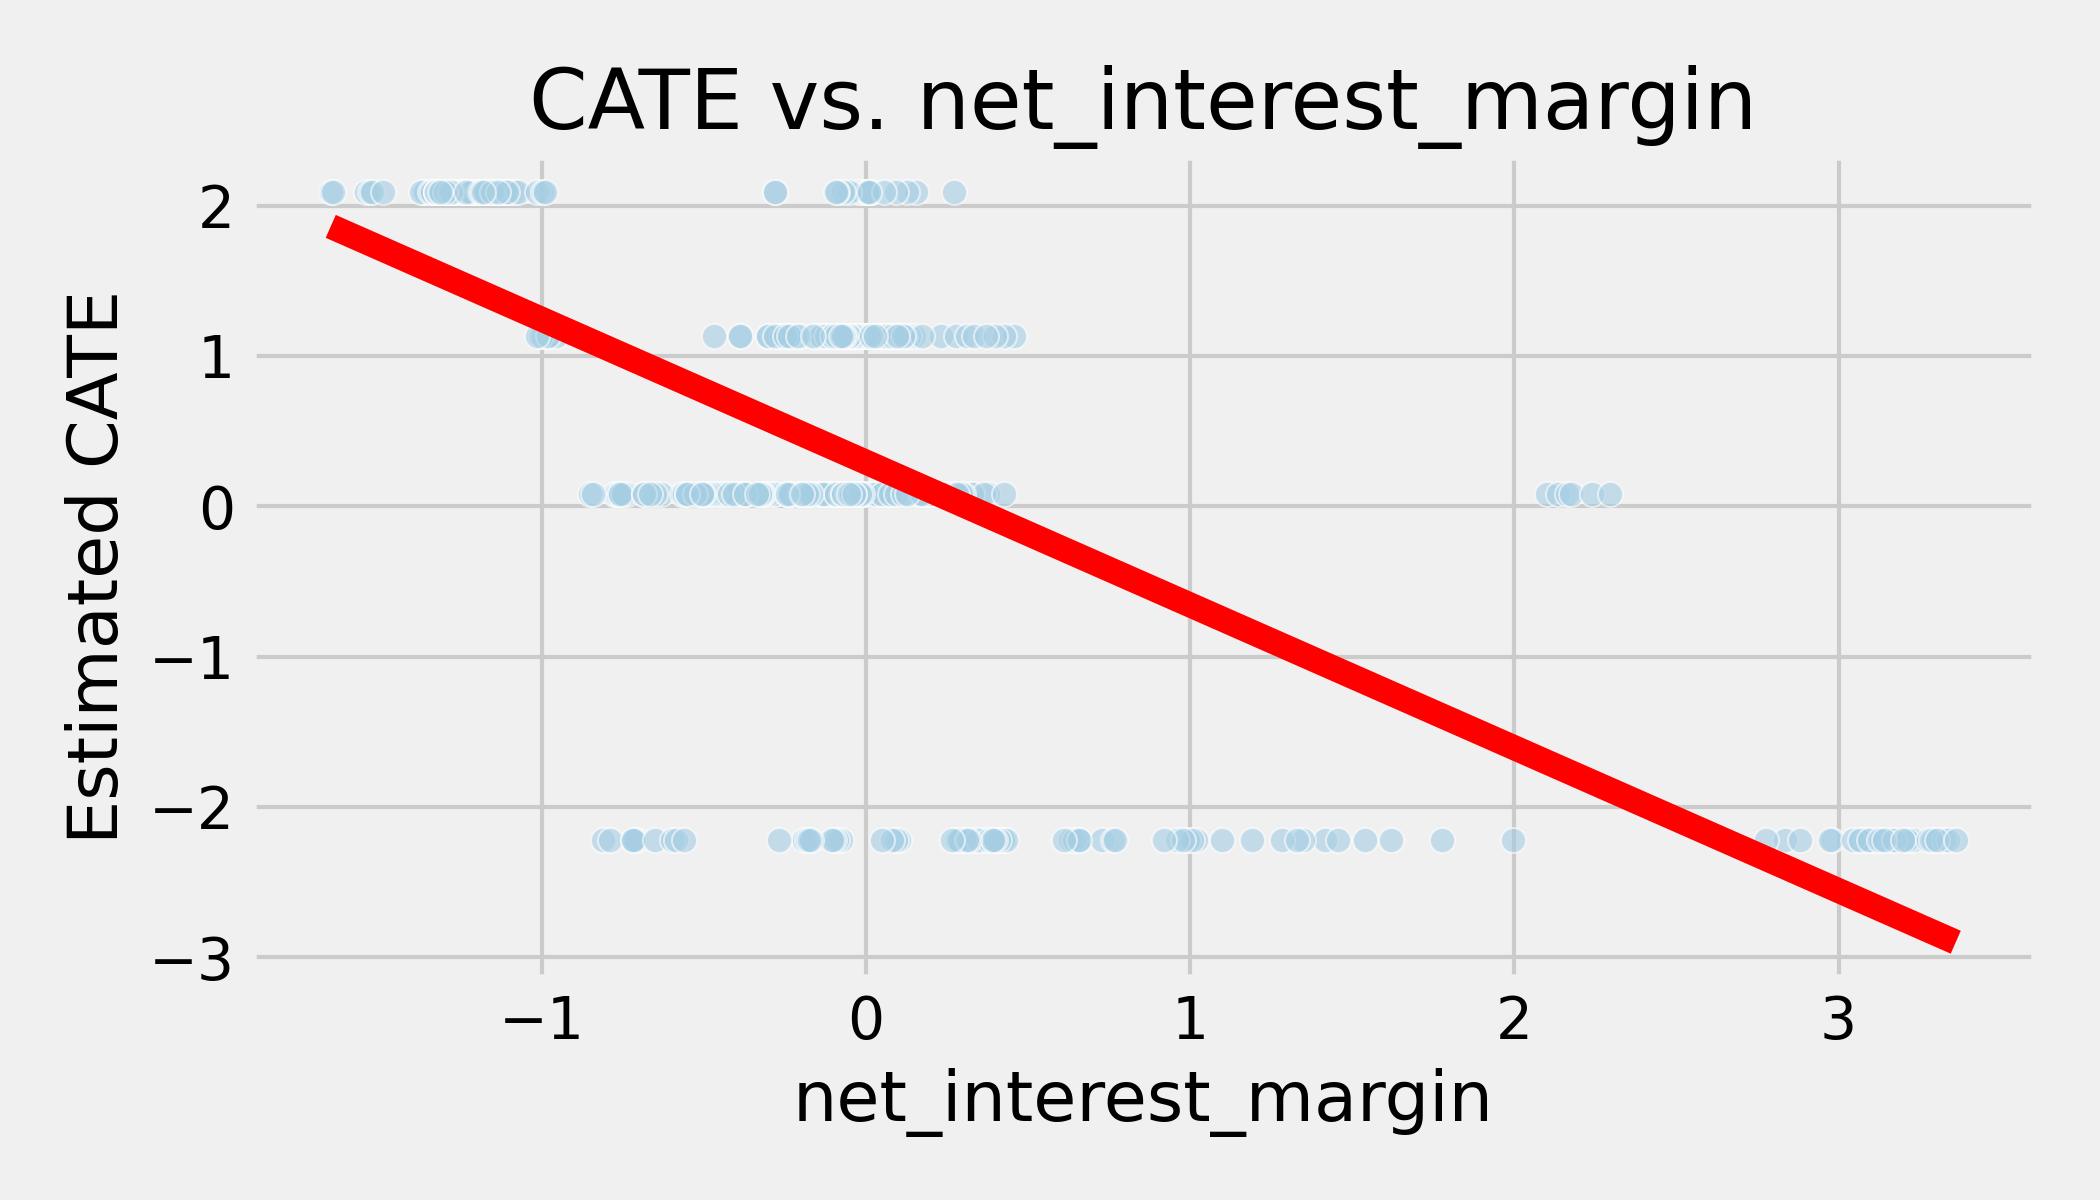 CATE vs. net_interest_margin
Estimated CATE
2
1
0
−1
−2
−3
−1 0 1 2 3
net_interest_margin